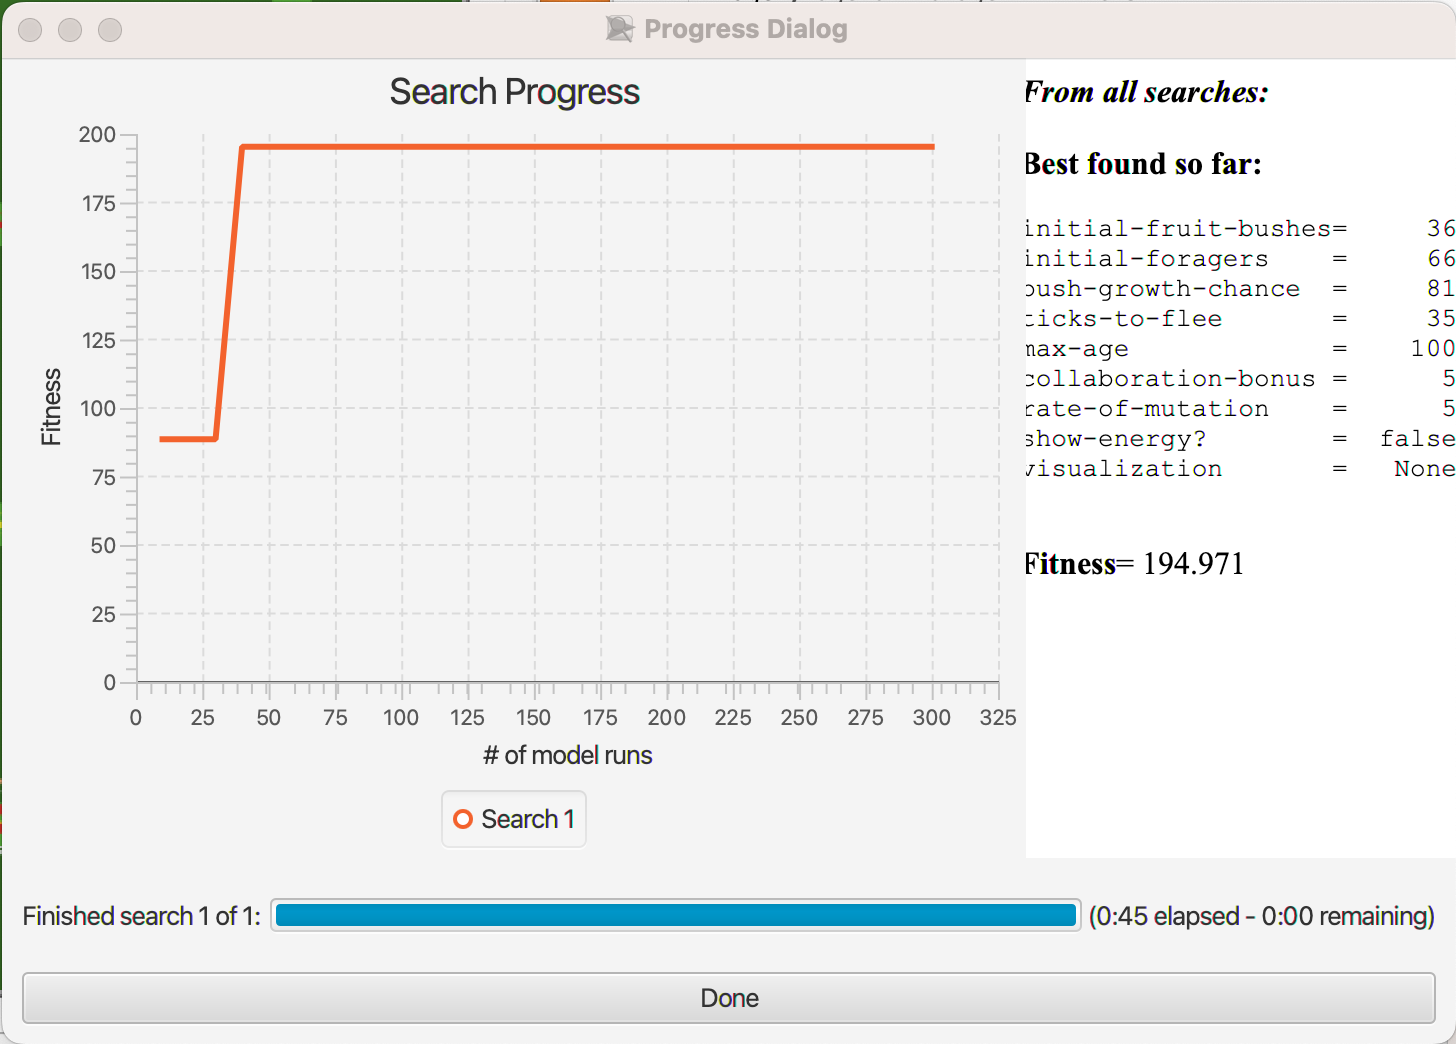 Progress Dialog
Search Progress
Fitness
200
175
150
125
100
75
50
25
0
0 25 50 75 100 125 150 175 200 225 250 275 300 325
# of model runs
Search 1
From all searches:
Best found so far:
initial-fruit-bushes= 36
initial-foragers = 66
bush-growth-chance = 81
ticks-to-flee = 35
max-age = 100
collaboration-bonus = 5
rate-of-mutation = 5
show-energy? = false
visualization = None
Fitness= 194.971
Finished search 1 of 1: (0:45 elapsed - 0:00 remaining)
Done